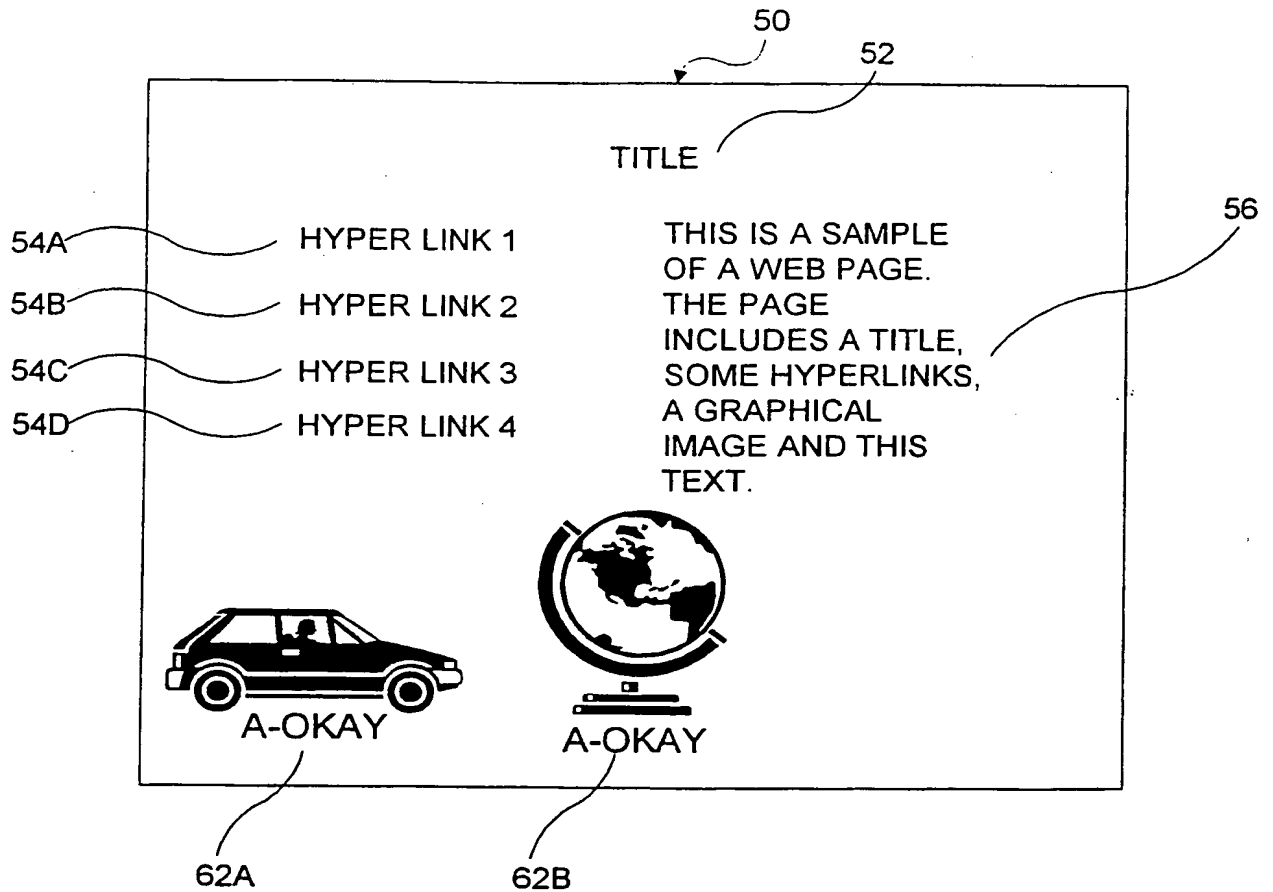 50
52
TITLE
54A
HYPER LINK 1
54B
HYPER LINK 2
54C
HYPER LINK 3
54D
HYPER LINK 4
THIS IS A SAMPLE
OF A WEB PAGE.
THE PAGE
INCLUDES A TITLE,
SOME HYPERLINKS,
A GRAPHICAL
IMAGE AND THIS
TEXT.
56
A-OKAY
A-OKAY
62A
62B